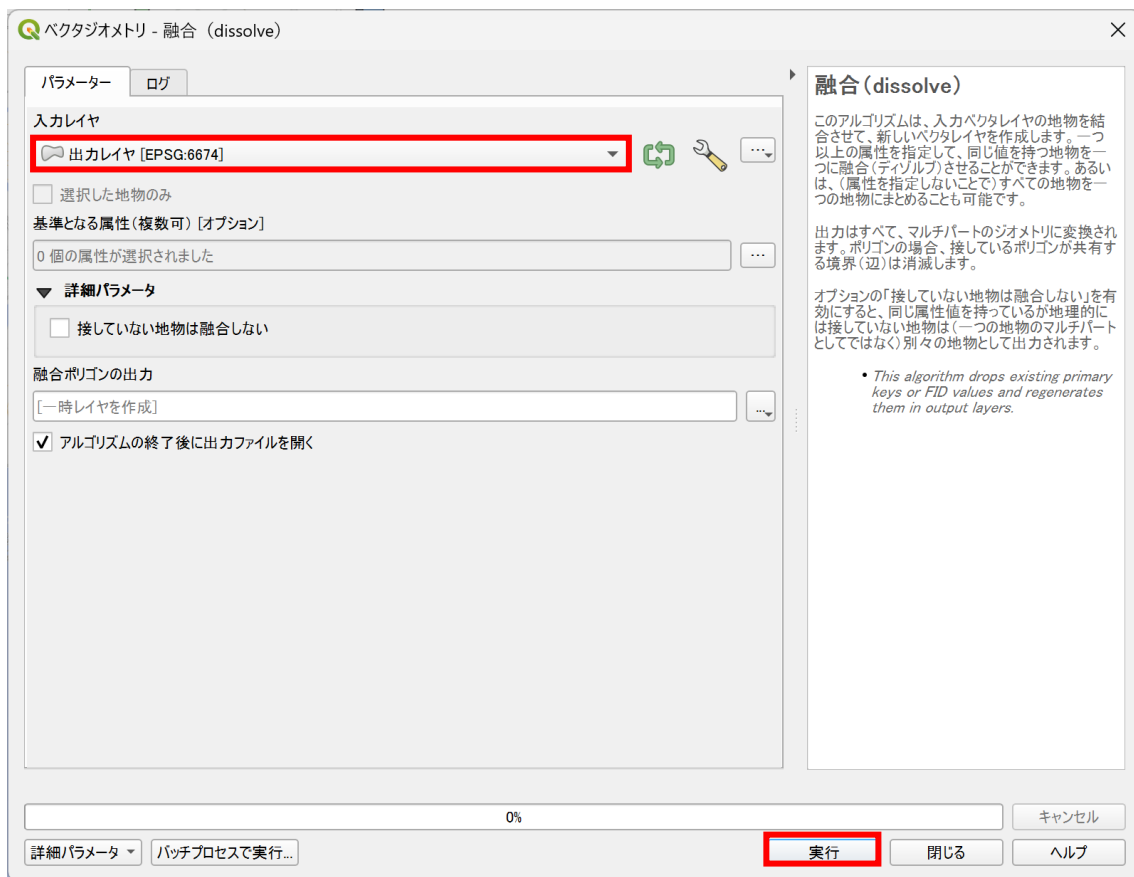 ベクタジオメトリ - 融合（dissolve）
パラメーター
ログ
入力レイヤ
出力レイヤ [EPSG:6674]
選択した地物のみ
基準となる属性（複数可） [オプション]
0 個の属性が選択されました
…
詳細パラメータ
接していない地物は融合しない
融合ポリゴンの出力
[一時レイヤを作成]
…
アルゴリズムの終了後に出力ファイルを開く
融合（dissolve）
このアルゴリズムは、入力ベクタレイヤの地物を結
合させて、新しいベクタレイヤを作成します。一つ
以上の属性を指定して、同じ値を持つ地物を一
つに融合（ディゾルブ）させることができます。あるい
は、（属性を指定しないことで）すべての地物を一
つの地物にまとめることも可能です。
出力はすべて、マルチパートのジオメトリに変換され
ます。ポリゴンの場合、接しているポリゴンが共有す
る境界（辺）は消滅します。
オプションの「接していない地物は融合しない」を有
効にすると、同じ属性値を持っているが地理的に
は接していない地物は（一つの地物のマルチパート
としてではなく）別々の地物として出力されます。
• This algorithm drops existing primary
keys or FID values and regenerates
them in output layers.
0%
キャンセル
詳細パラメータ
バッチプロセスで実行...
実行
閉じる
ヘルプ